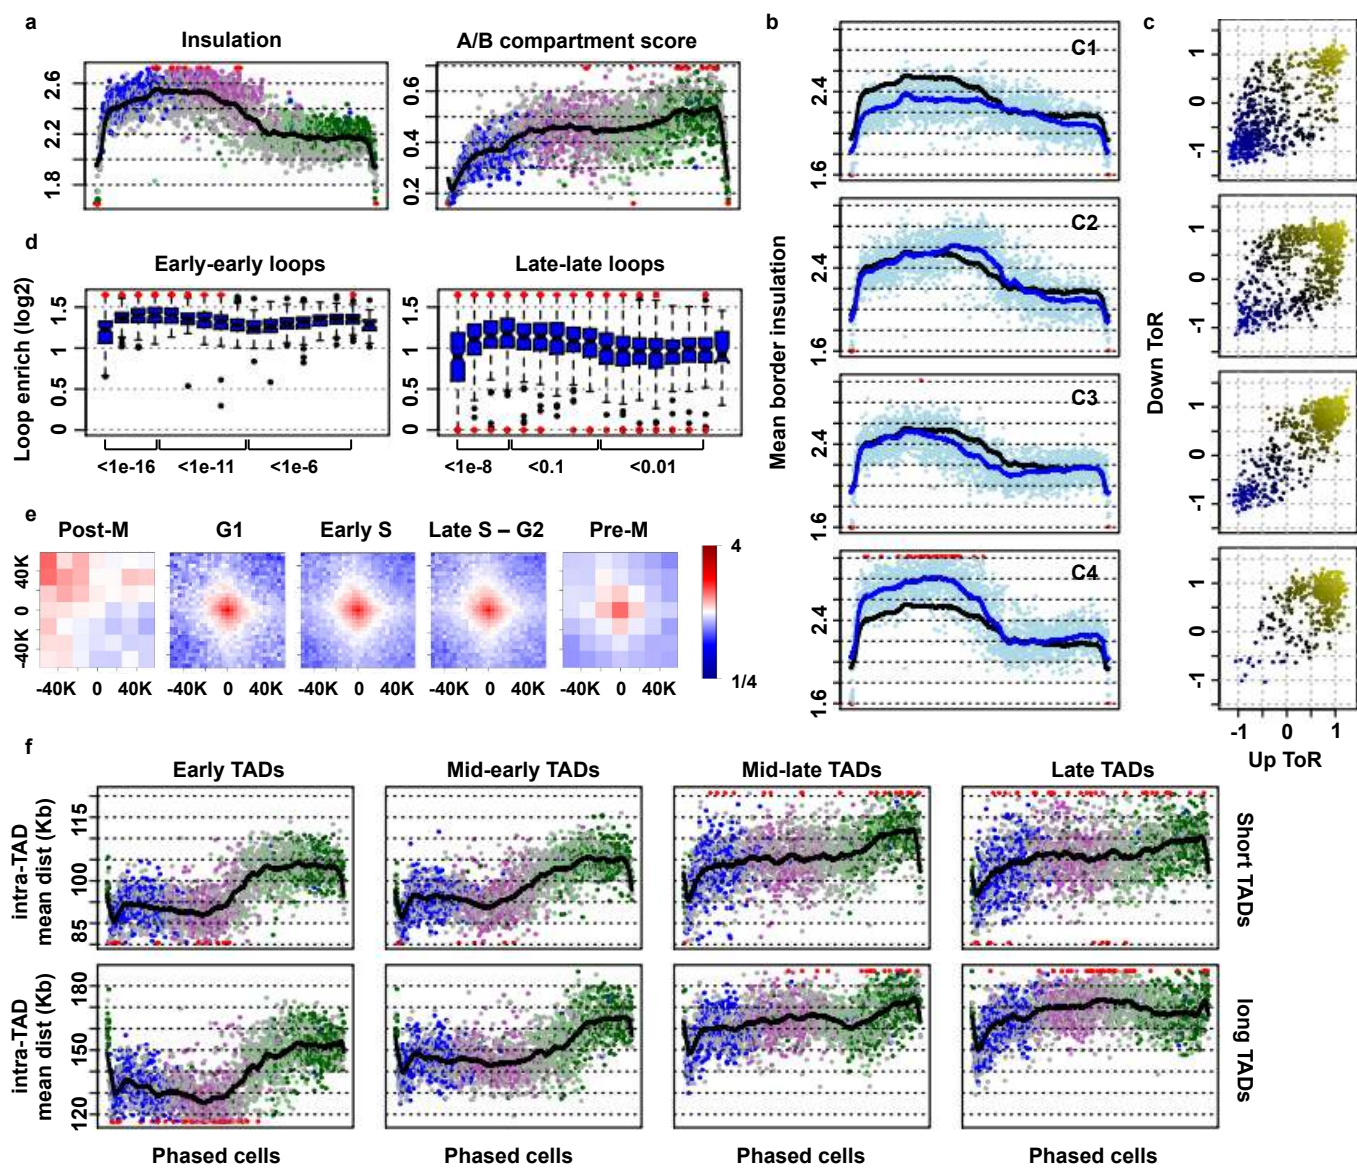 a
Insulation
A/B compartment score
2.6
2.2
1.8
0.6
0.4
0.2
b
C1
2.4
1.6
C2
2.4
1.6
C3
2.4
1.6
C4
2.4
1.6
Mean border insulation
c
1
0
-1
1
0
-1
1
0
-1
1
0
-1
-1 0 1
Down ToR
Up ToR
d
Early-early loops
Late-late loops
Loop enrich (log2)
1.5
1
0.5
0
1.5
1
0.5
0
<1e-16 <1e-11 <1e-6
<1e-8 <0.1 <0.01
e
Post-M G1 Early S Late S – G2 Pre-M
40K
0
-40K
-40K 0 40K
-40K 0 40K
-40K 0 40K
-40K 0 40K
-40K 0 40K
4
1/4
f
Early TADs Mid-early TADs Mid-late TADs Late TADs
intra-TAD
mean dist (Kb)
115
100
85
Short TADs
intra-TAD
mean dist (Kb)
180
150
120
long TADs
Phased cells Phased cells Phased cells Phased cells